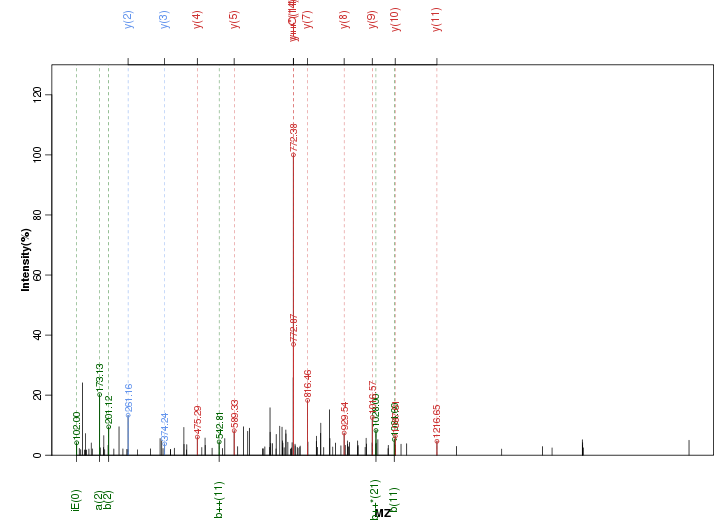 y(2)
y(3)
y(4)
y(5)
y(7)
y(8)
y(9)
y(10)
y(11)
Intensity(%)
0
20
40
60
80
100
120
102.00
173.13
201.12
261.16
374.24
475.29
542.81
589.33
772.38
772.87
816.46
929.54
1216.65
iE(0)
a(2)
b(2)
b++(11)
b++*(21)
b(11)
MZ